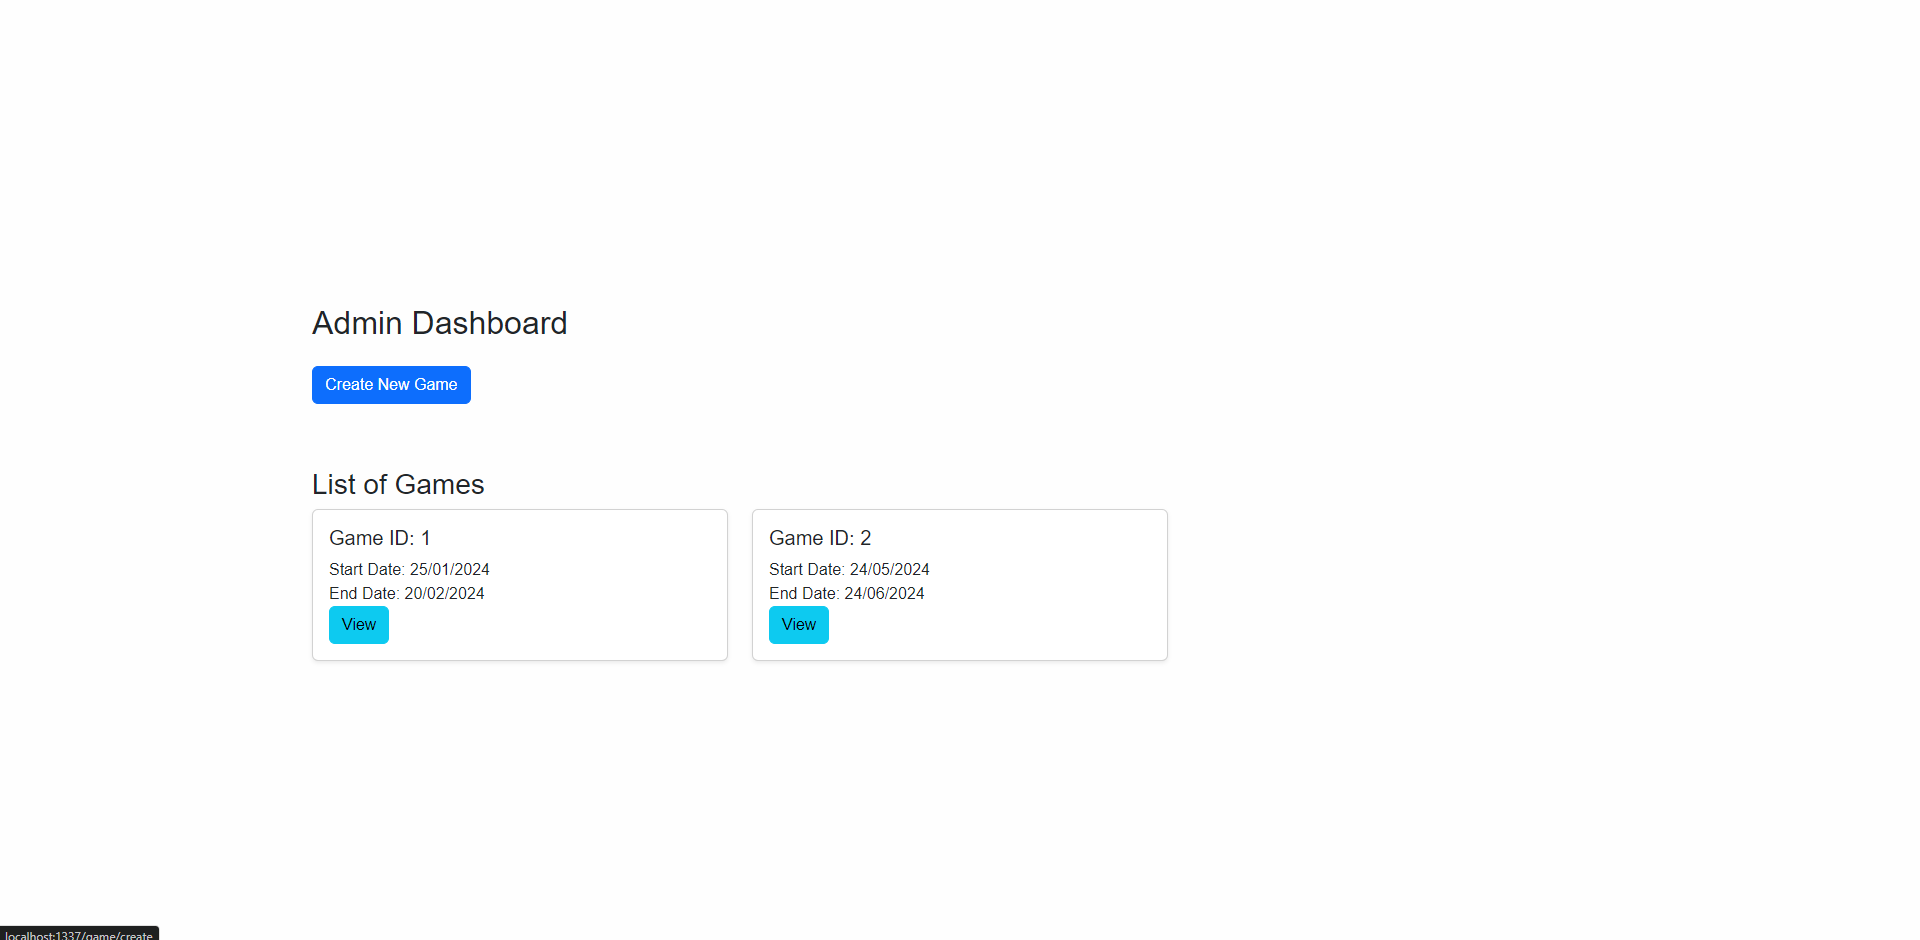 Admin Dashboard
Create New Game
List of Games
Game ID: 1
Start Date: 25/01/2024
End Date: 20/02/2024
View
Game ID: 2
Start Date: 24/05/2024
End Date: 24/06/2024
View
localhost:1337/game/create